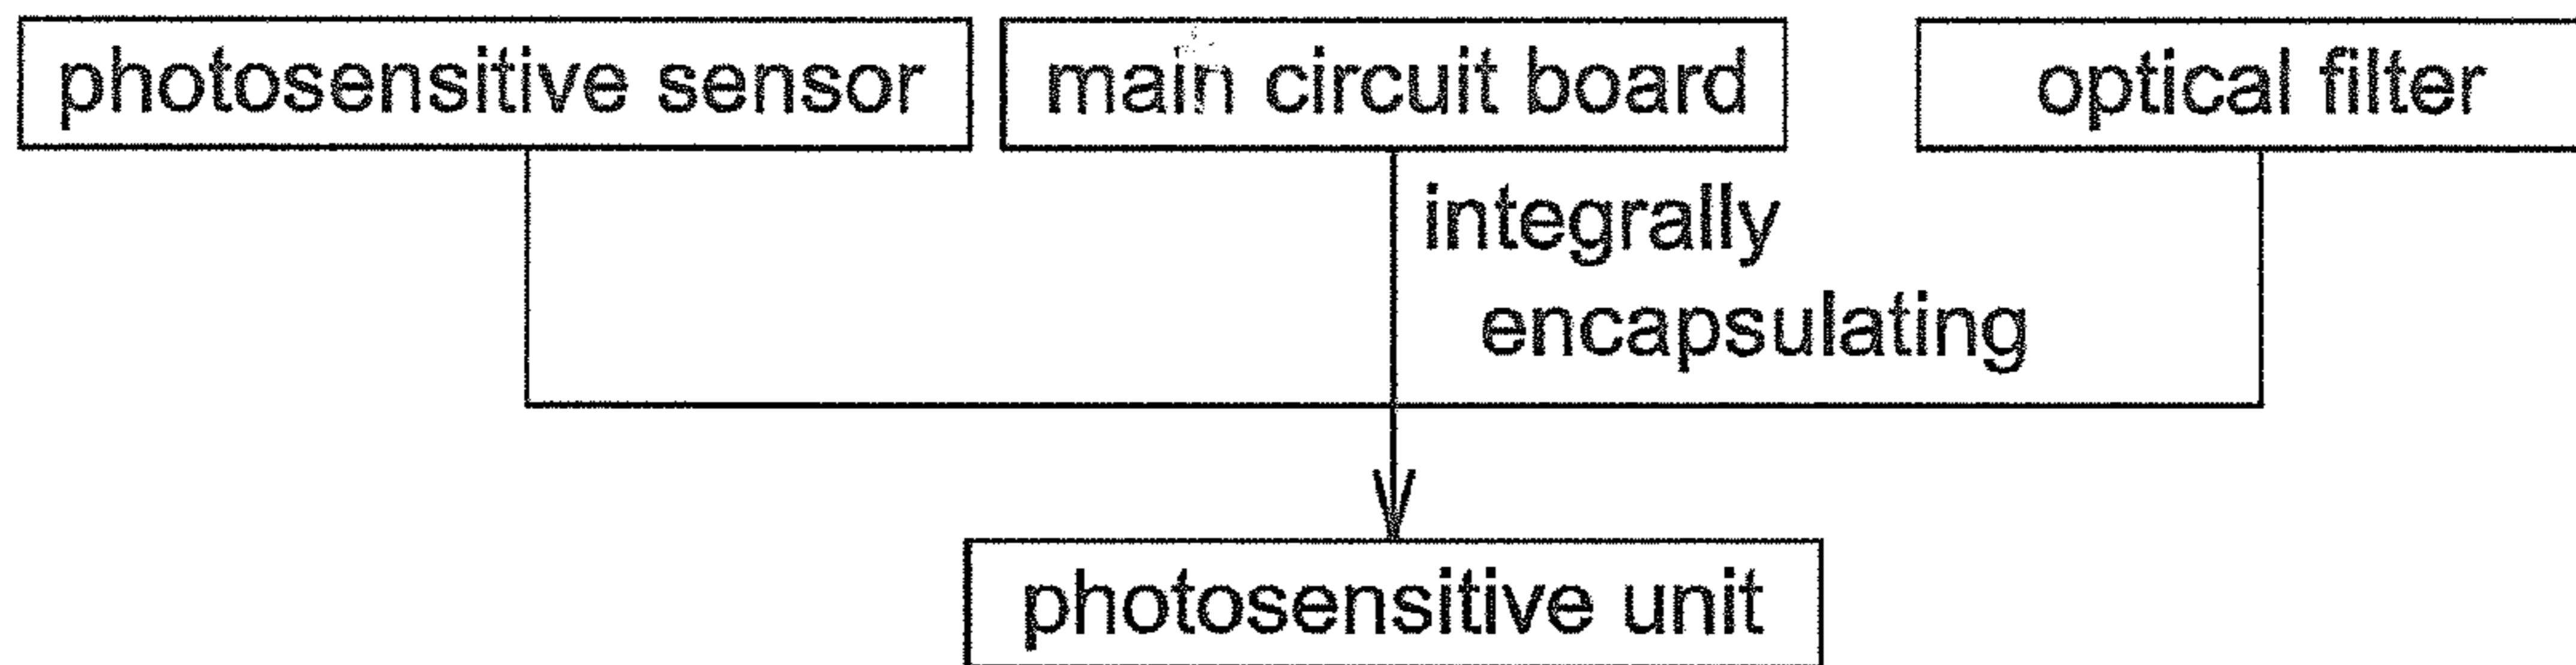 photosensitive sensor
main circuit board
optical filter
integrally
encapsulating
photosensitive unit